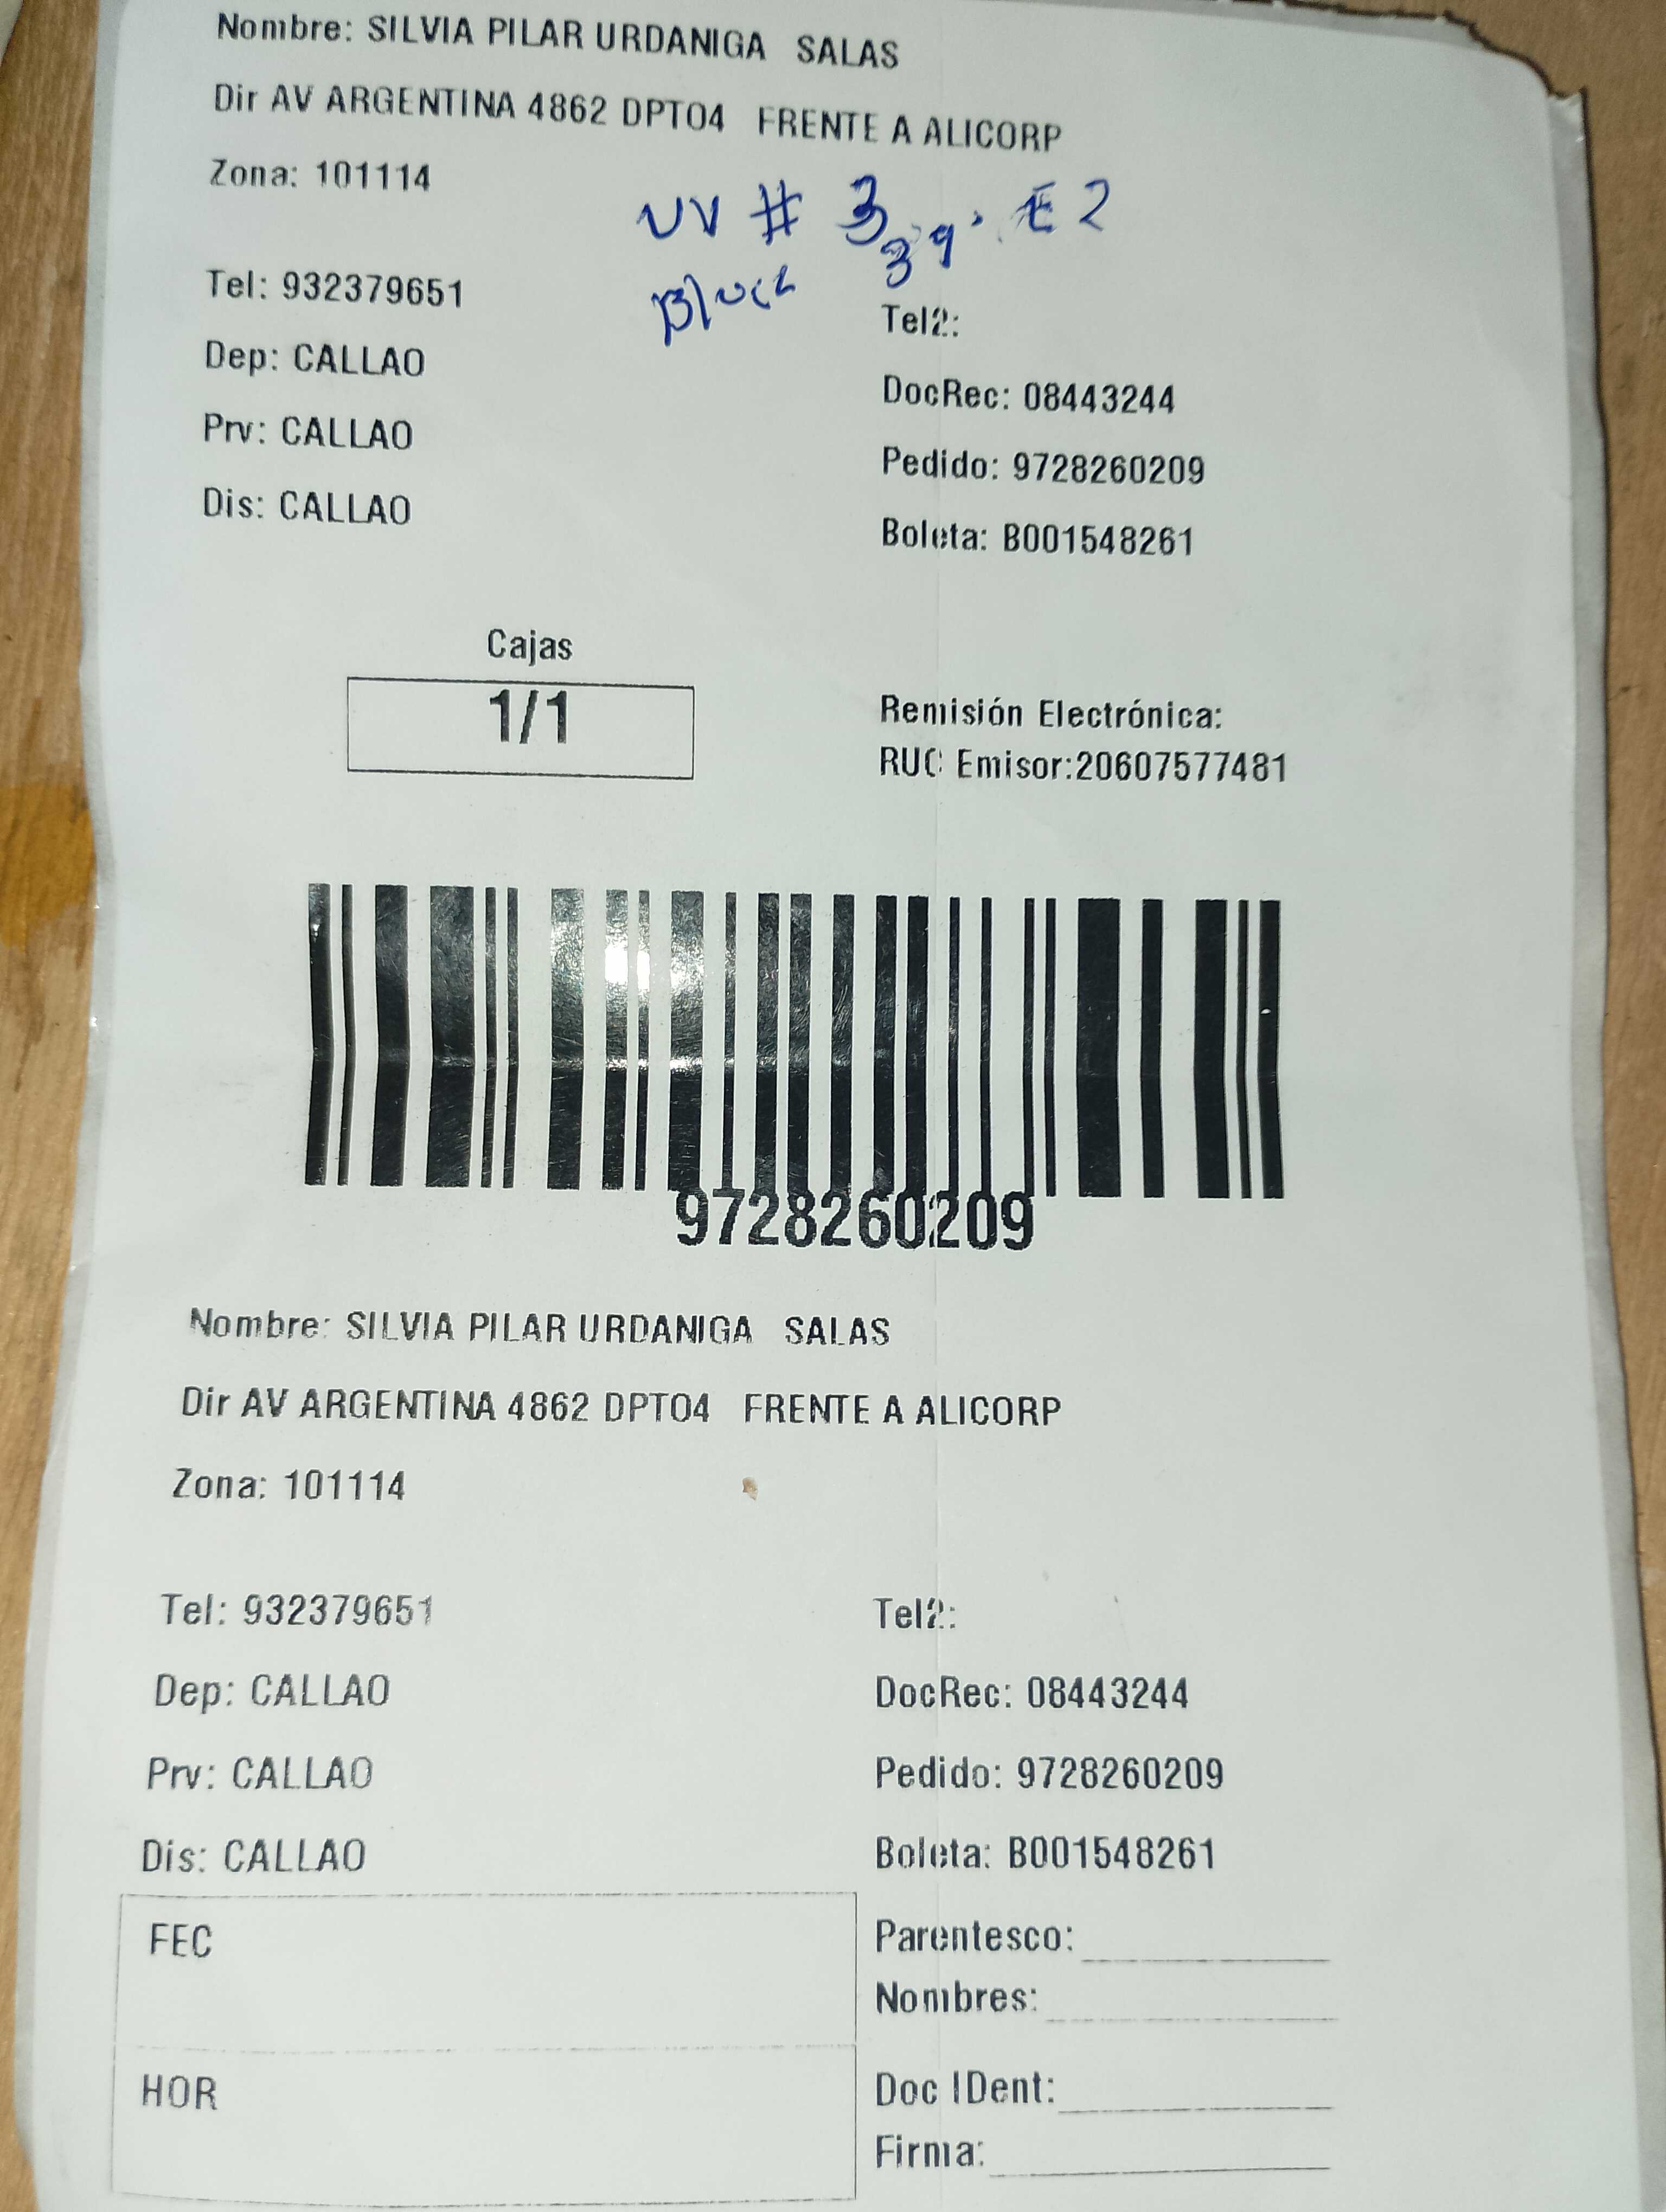 Nombre: SILVIA PILAR URDANIGA SALAS
Dir AV ARGENTINA 4862 DPTO4 FRENTE A ALICORP
Zona: 101114
UV # 3 E2
Block 39
Tel: 932379651
Tel2:
Dep: CALLAO
DocRec: 08443244
Prv: CALLAO
Pedido: 9728260209
Dis: CALLAO
Boleta: B001548261
Cajas
1/1
Remisión Electrónica:
RUC Emisor:20607577481
9728260209
Nombre: SILVIA PILAR URDANIGA SALAS
Dir AV ARGENTINA 4862 DPTO4 FRENTE A ALICORP
Zona: 101114
Tel: 932379651
Tel2:
Dep: CALLAO
DocRec: 08443244
Prv: CALLAO
Pedido: 9728260209
Dis: CALLAO
Boleta: B001548261
FEC
Parentesco:
Nombres:
HOR
Doc IDent:
Firma: